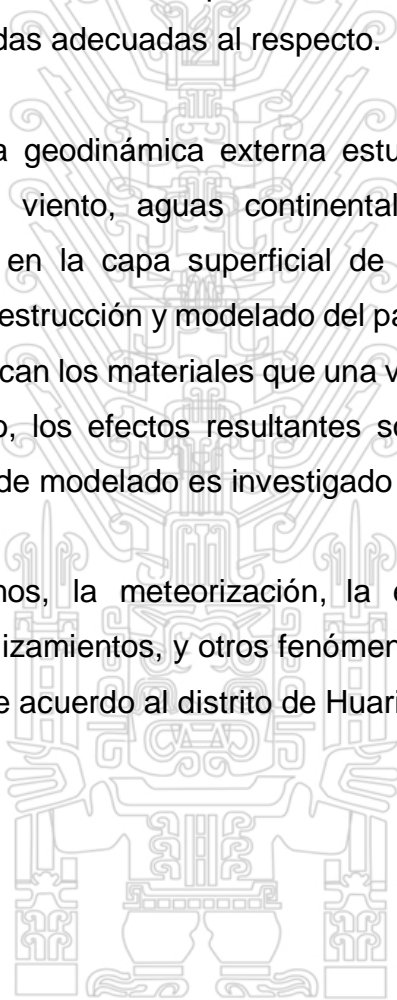 das adecuadas al respecto.
a geodinámica externa estu
viento, aguas continental
en la capa superficial de
estrucción y modelado del pa
can los materiales que una v
o, los efectos resultantes s
de modelado es investigado
nos, la meteorización, la
izamientos, y otros fenómen
e acuerdo al distrito de Huari